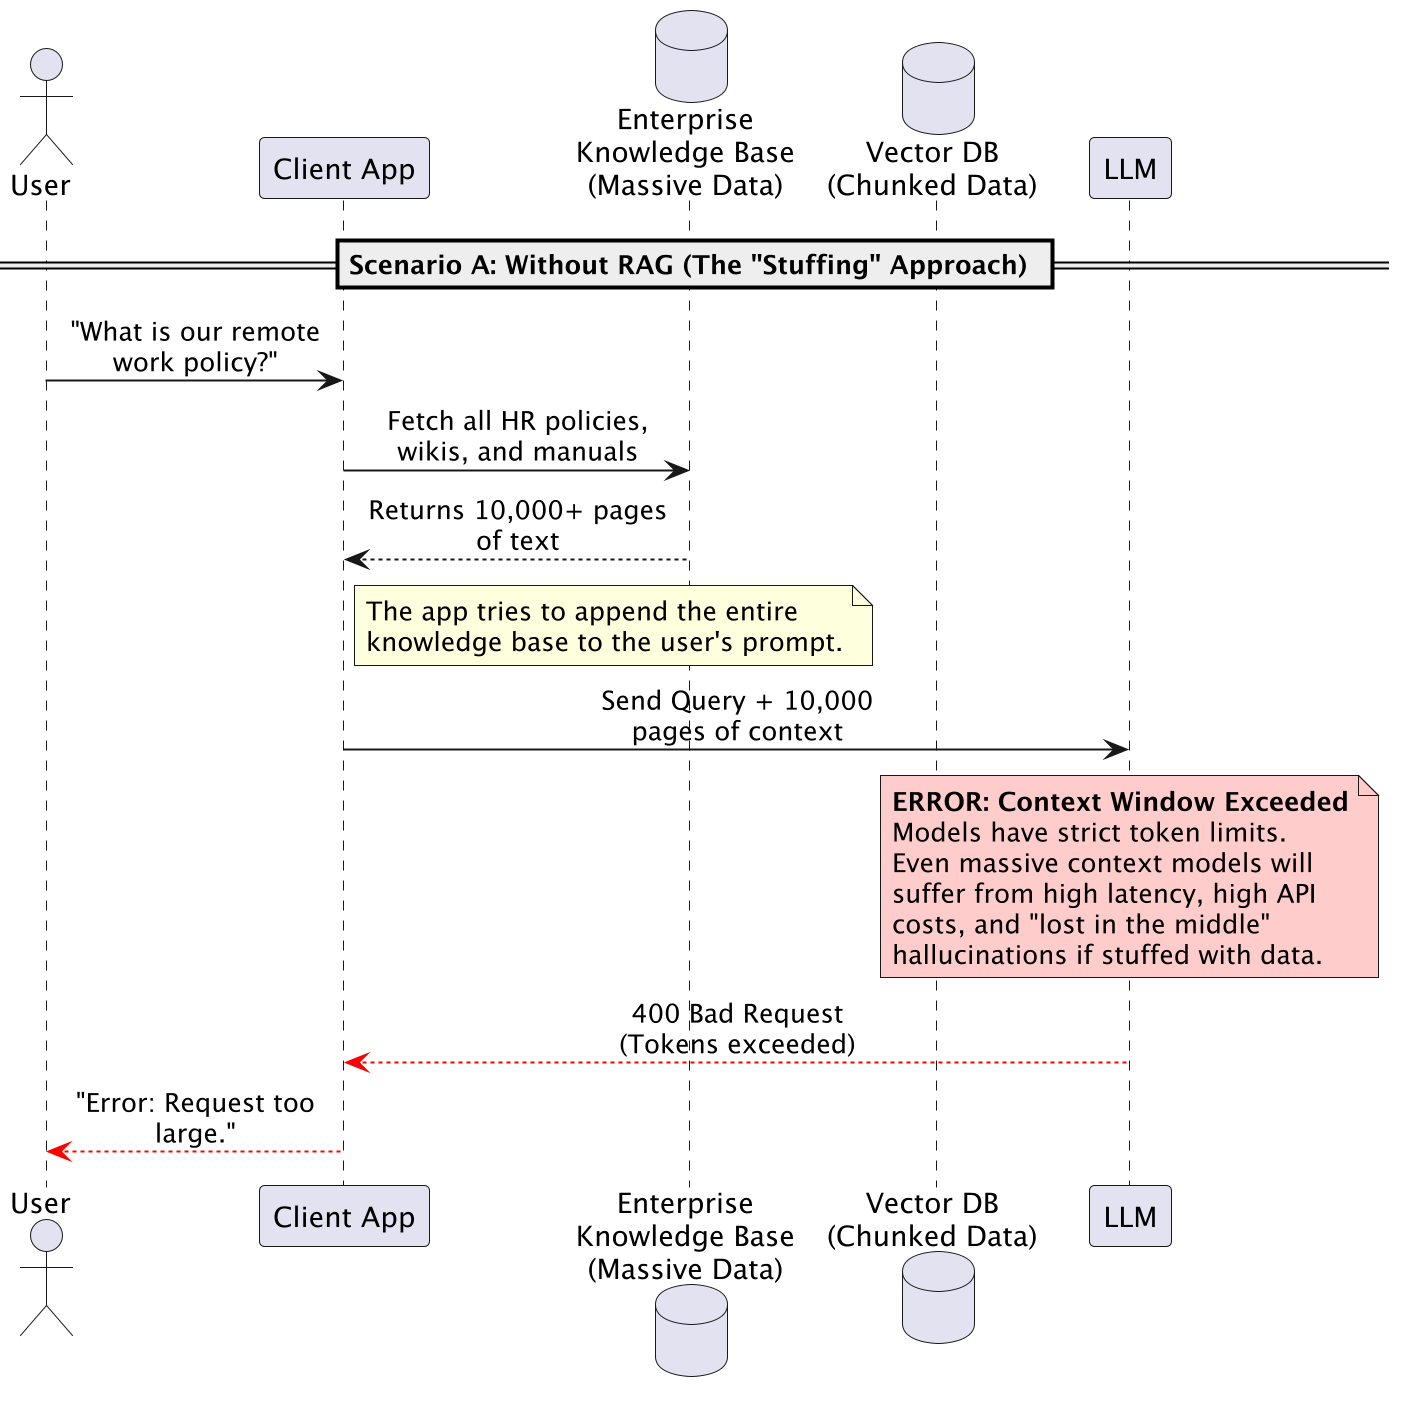 User
Client App
Enterprise
Knowledge Base
(Massive Data)
Vector DB
(Chunked Data)
LLM
Scenario A: Without RAG (The "Stuffing" Approach)
"What is our remote
work policy?"
Fetch all HR policies,
wikis, and manuals
Returns 10,000+ pages
of text
The app tries to append the entire
knowledge base to the user's prompt.
Send Query + 10,000
pages of context
ERROR: Context Window Exceeded
Models have strict token limits.
Even massive context models will
suffer from high latency, high API
costs, and "lost in the middle"
hallucinations if stuffed with data.
400 Bad Request
(Tokens exceeded)
"Error: Request too
large."
User
Client App
Enterprise
Knowledge Base
(Massive Data)
Vector DB
(Chunked Data)
LLM